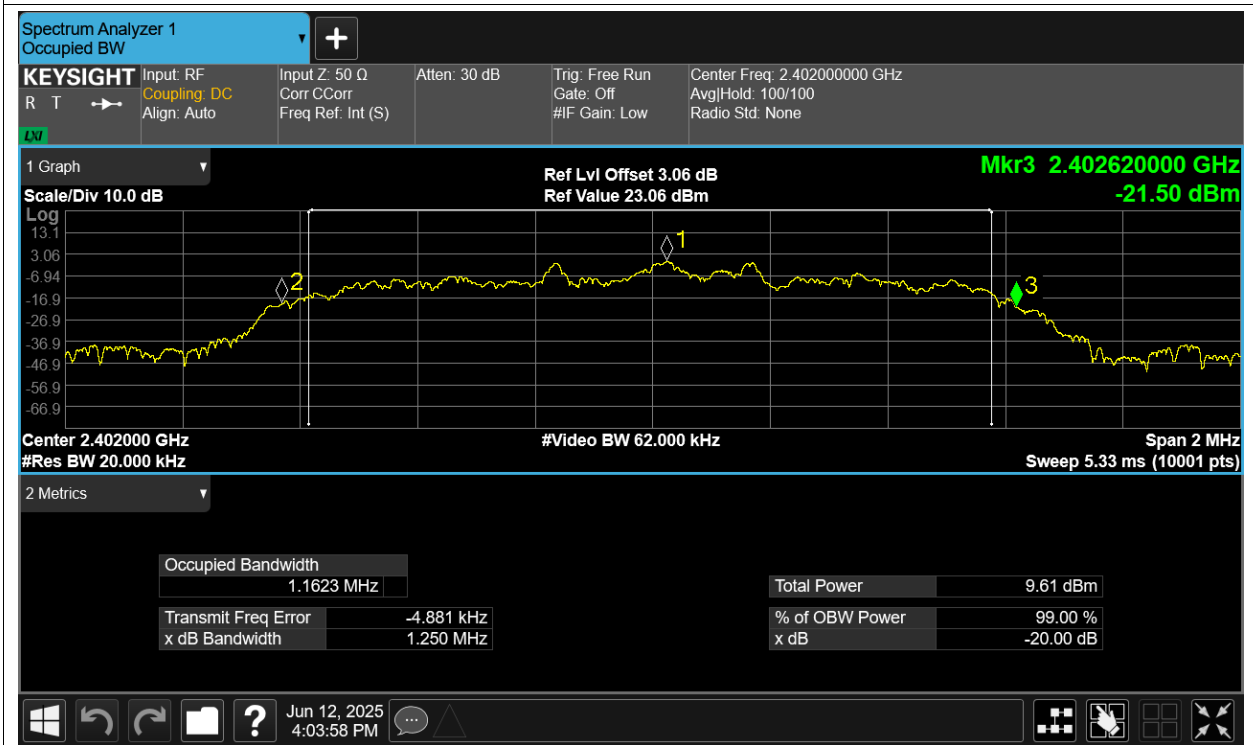 Spectrum Analyzer 1
Occupied BW
KEYSIGHT
R T
LXI
Input: RF
Coupling: DC
Align: Auto
Input Z: 50 Ω
Corr CCorr
Freq Ref: Int (S)
Atten: 30 dB
Trig: Free Run
Gate: Off
#IF Gain: Low
Center Freq: 2.402000000 GHz
Avg|Hold: 100/100
Radio Std: None
1 Graph
Scale/Div 10.0 dB
Ref Lvl Offset 3.06 dB
Ref Value 23.06 dBm
Mkr3 2.402620000 GHz
-21.50 dBm
Log
13.1
3.06
-6.94
-16.9
-26.9
-36.9
-46.9
-56.9
-66.9
1
2
3
Center 2.402000 GHz
#Video BW 62.000 kHz
Span 2 MHz
#Res BW 20.000 kHz
Sweep 5.33 ms (10001 pts)
2 Metrics
Occupied Bandwidth
1.1623 MHz
Total Power 9.61 dBm
Transmit Freq Error -4.881 kHz
% of OBW Power 99.00 %
x dB Bandwidth 1.250 MHz
x dB -20.00 dB
?
Jun 12, 2025
4:03:58 PM